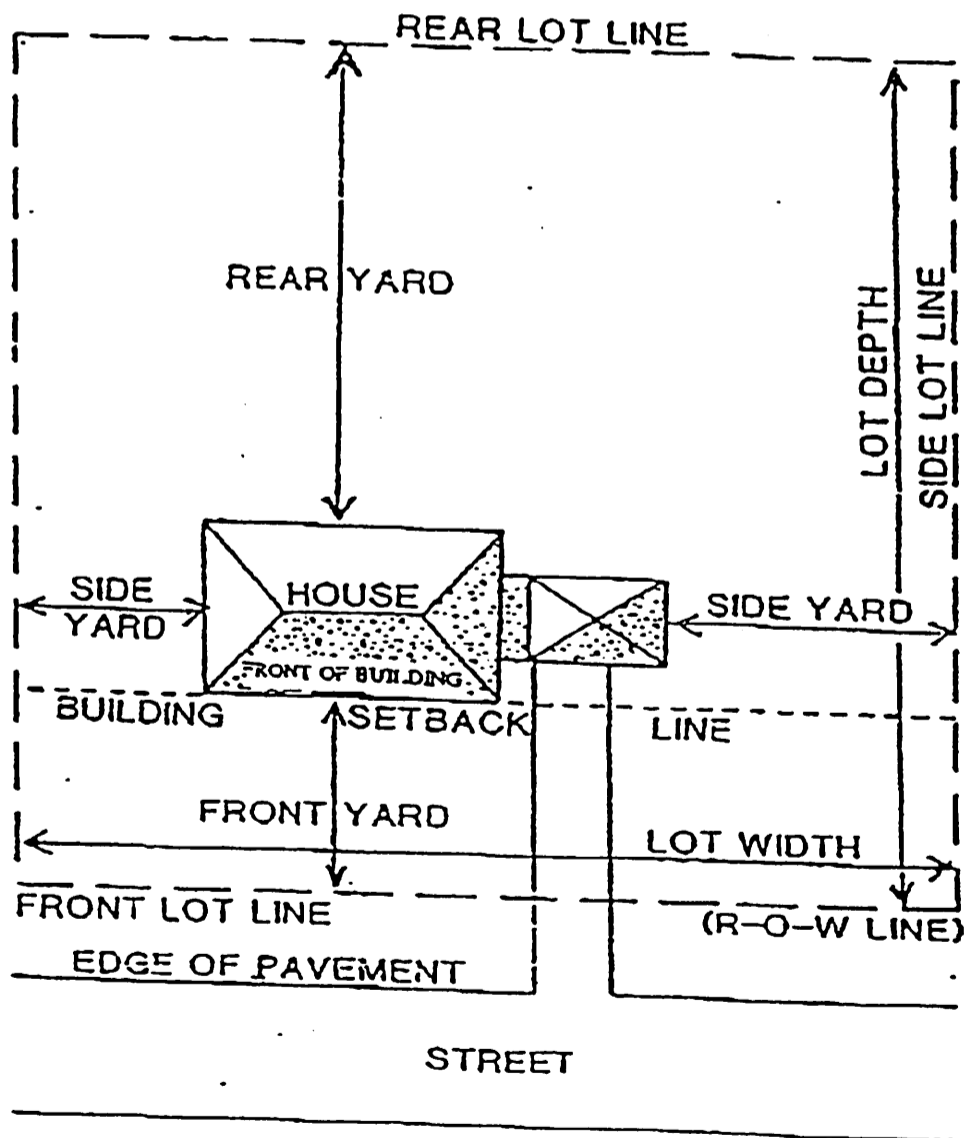 REAR LOT LINE
REAR YARD
LOT DEPTH
SIDE LOT LINE
SIDE
YARD
HOUSE
SIDE YARD
FRONT OF BUILDING
BUILDING SETBACK LINE
FRONT YARD
LOT WIDTH
FRONT LOT LINE
(R-O-W LINE)
EDGE OF PAVEMENT
STREET